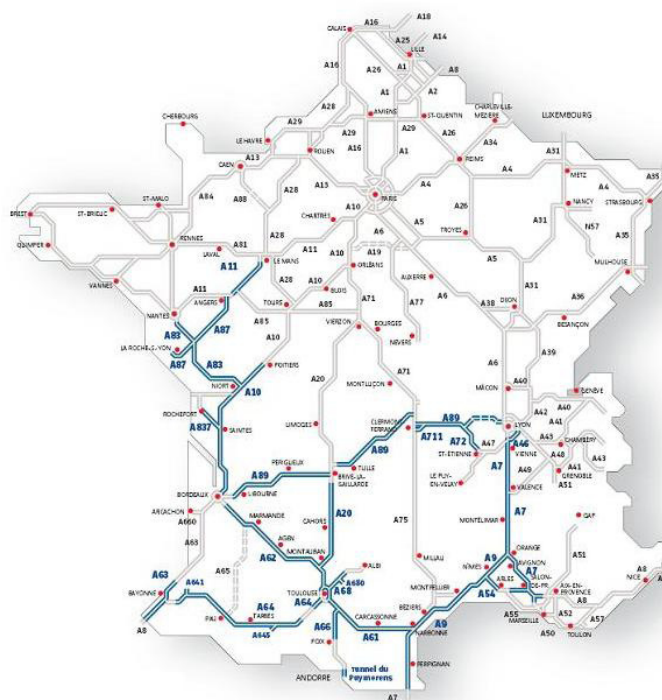 A18
A16
CALAIS
A14
A25
LILLE
A16
A26
A1
A8
A2
A1
A28
AMIENS
ST-QUENTIN
CHARLEVILLE-
MEZIERE
LUXEMBOURG
CHERBOURG
A29
A29
A29
A26
A34
LE HAVRE
ROUEN
A16
A1
REIMS
A31
CAEN
A13
A4
METZ
A4
A35
A84
A88
A28
A13
PARIS
A4
A26
NANCY
STRASBOURG
ST-MALO
BREST
ST-BRIEUC
CHARTRES
A10
A5
TROYES
A31
N57
A35
RENNES
A28
A6
QUIMPER
LAVAL
A81
A11
A10
A19
LE MANS
A11
ORLÉANS
A5
MULHOUSE
AUXERRE
VANNES
A11
ANGERS
A28
A10
BLOIS
A71
A77
A6
A31
A38
DIJON
A36
NANTES
A87
TOURS
A85
A85
BESANÇON
A83
VIERZON
BOURGES
A39
LA ROCHE-S-YON
A10
NEVERS
A87
A83
POITIERS
A6
A20
A71
NIORT
A10
MONTLUÇON
MÂCON
A40
GENÈVE
A42
A40
ROCHEFORT
A41
A837
LIMOGES
CLERMONT
FERRAND
A89
LYON
SAINTES
A711
A72
A46
A43
CHAMBÉRY
A47
A89
ST-ÉTIENNE
VIENNE
A48
A43
PERIGUEUX
A41
TULLE
A7
A49
GRENOBLE
A89
LE PUY-
EN-VELAY
A51
BRIVE-LA-
GAILLARDE
VALENCE
BORDEAUX
LIBOURNE
ARCACHON
MARMANDE
A20
A7
A660
CAHORS
MONTÉLIMAR
GAP
A75
A63
AGEN
A51
A62
MONTAUBAN
ORANGE
A65
ALBI
MILLAU
A9
AVIGNON
NÎMES
A7
A63
A641
A680
SALON-
DE-PR.
A68
ARLES
AIX-EN
PROVENCE
NICE
A8
BAYONNE
TOULOUSE
MONTPELLIER
A54
A8
A64
A64
PAU
TARBES
BÉZIERS
A55
A52
A57
CARCASSONNE
MARSEILLE
A8
A645
A66
A61
A9
A50
TOULON
NARBONNE
FOIX
PERPIGNAN
ANDORRE
Tunnel du
Puymorens
A7